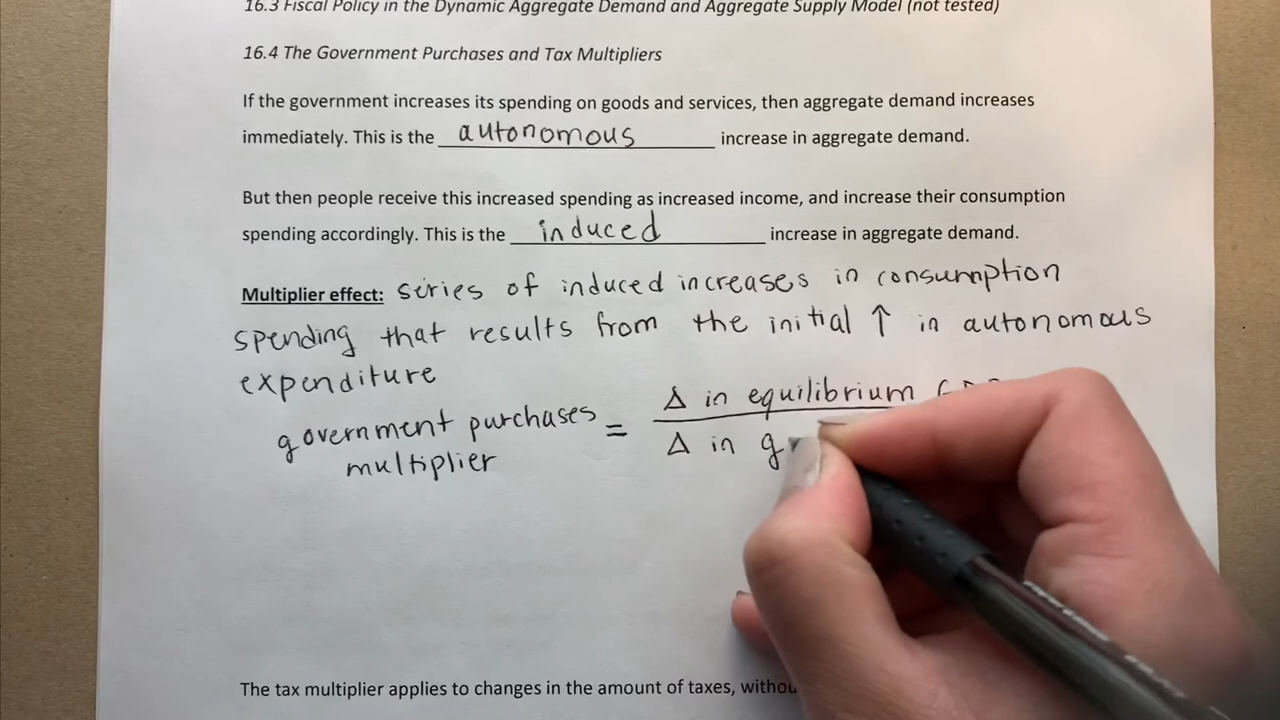 16.3 Fiscal Policy in the Dynamic Aggregate Demand and Aggregate Supply Model (not tested)
16.4 The Government Purchases and Tax Multipliers
If the government increases its spending on goods and services, then aggregate demand increases
immediately. This is the autonomous increase in aggregate demand.
But then people receive this increased spending as increased income, and increase their consumption
spending accordingly. This is the induced increase in aggregate demand.
Multiplier effect: series of induced increases in consumption
spending that results from the initial ↑ in autonomous
expenditure
government purchases multiplier =
Δ in equilibrium
Δ in g
The tax multiplier applies to changes in the amount of taxes,